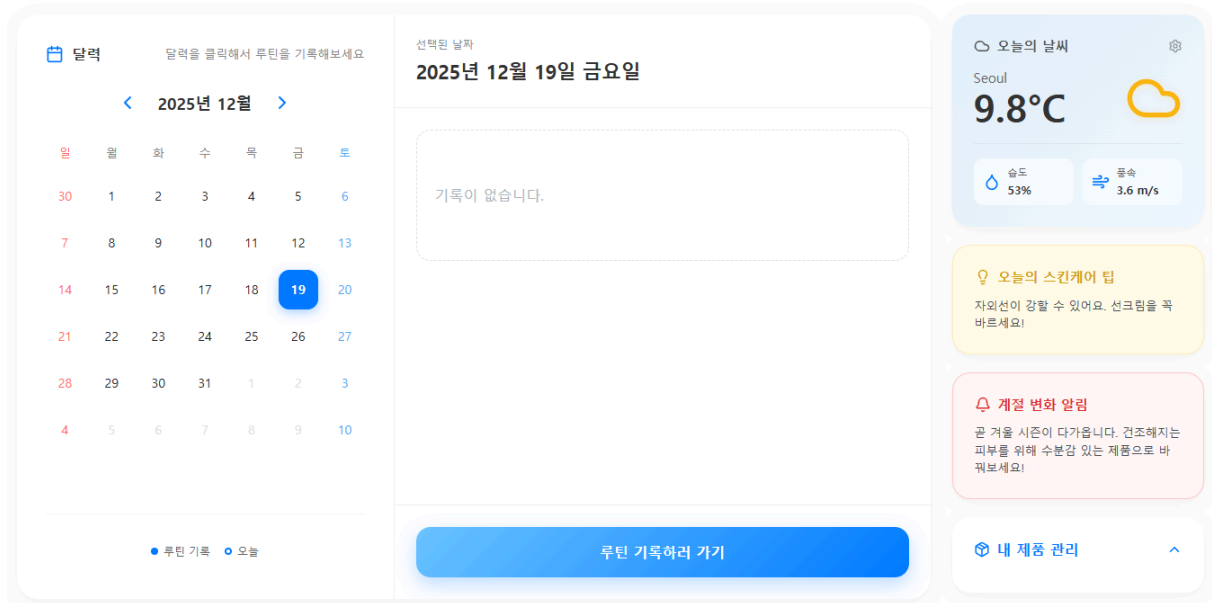 달력
달력을 클릭해서 루틴을 기록해보세요
2025년 12월
일 월 화 수 목 금 토
30 1 2 3 4 5 6
7 8 9 10 11 12 13
14 15 16 17 18 19 20
21 22 23 24 25 26 27
28 29 30 31 1 2 3
4 5 6 7 8 9 10
루틴 기록 오늘
선택된 날짜
2025년 12월 19일 금요일
기록이 없습니다.
루틴 기록하러 가기
오늘의 날씨
Seoul
9.8°C
습도
53%
풍속
3.6 m/s
오늘의 스킨케어 팁
자외선이 강할 수 있어요. 선크림을 꼭
바르세요!
계절 변화 알림
곧 겨울 시즌이 다가옵니다. 건조해지는
피부를 위해 수분감 있는 제품으로 바
꿔보세요!
내 제품 관리